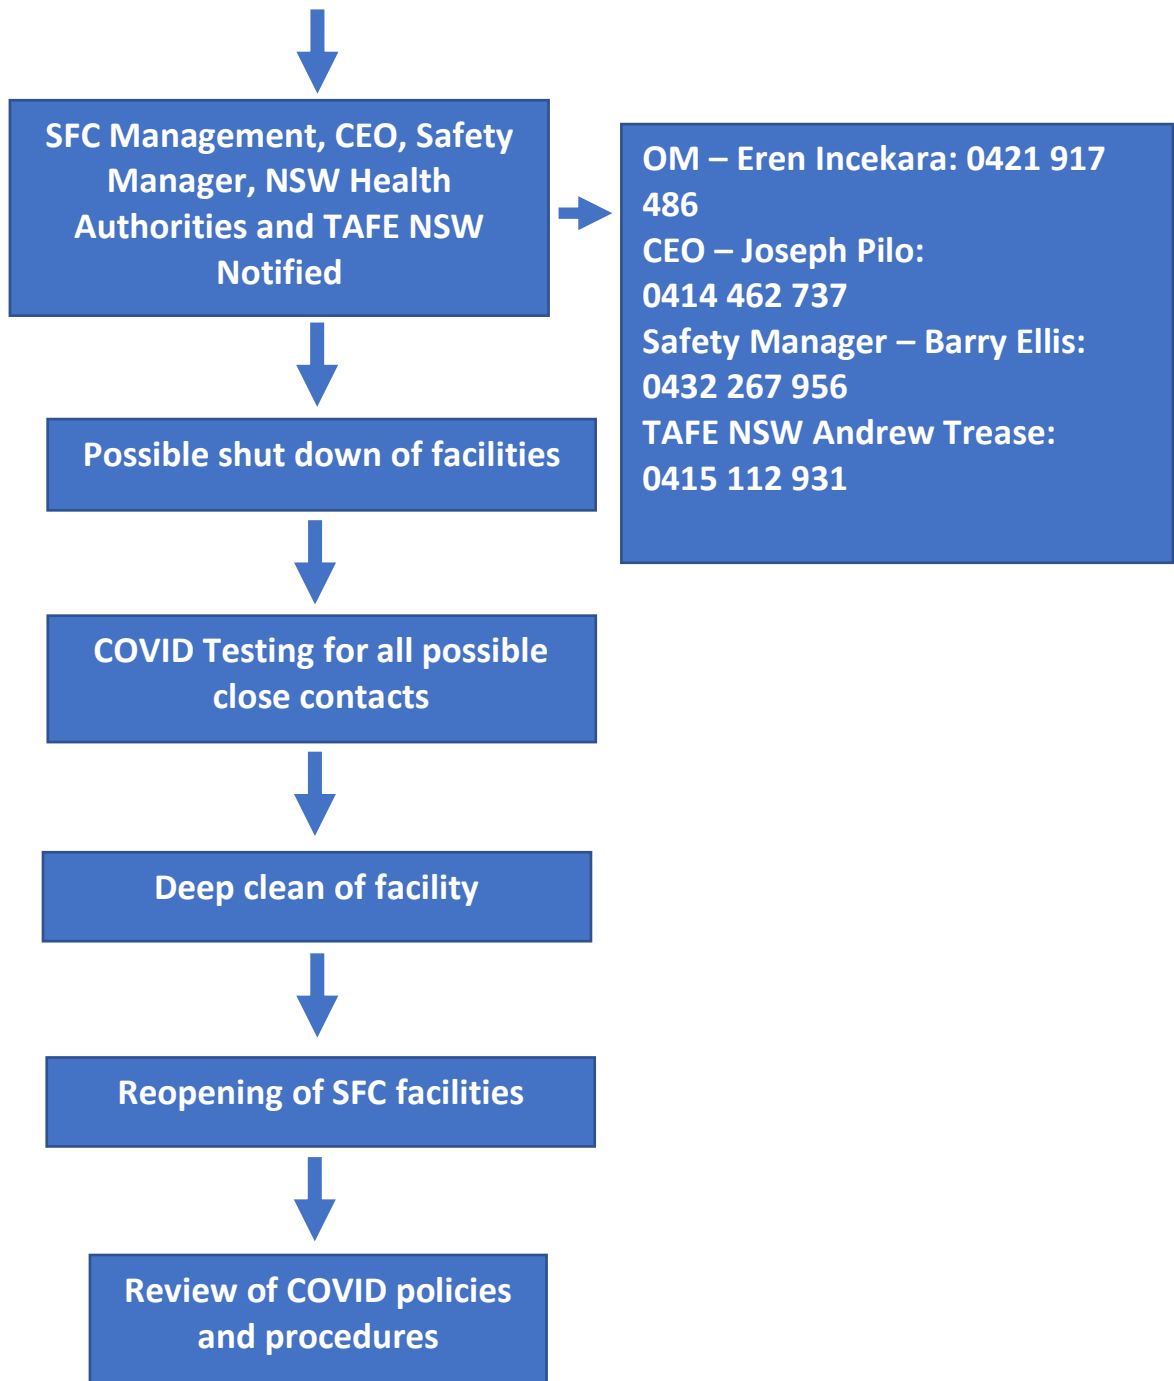 SFC Management, CEO, Safety
Manager, NSW Health
Authorities and TAFE NSW
Notified
OM – Eren Incekara: 0421 917
486
CEO – Joseph Pilo:
0414 462 737
Safety Manager – Barry Ellis:
0432 267 956
TAFE NSW Andrew Trease:
0415 112 931
Possible shut down of facilities
COVID Testing for all possible
close contacts
Deep clean of facility
Reopening of SFC facilities
Review of COVID policies
and procedures